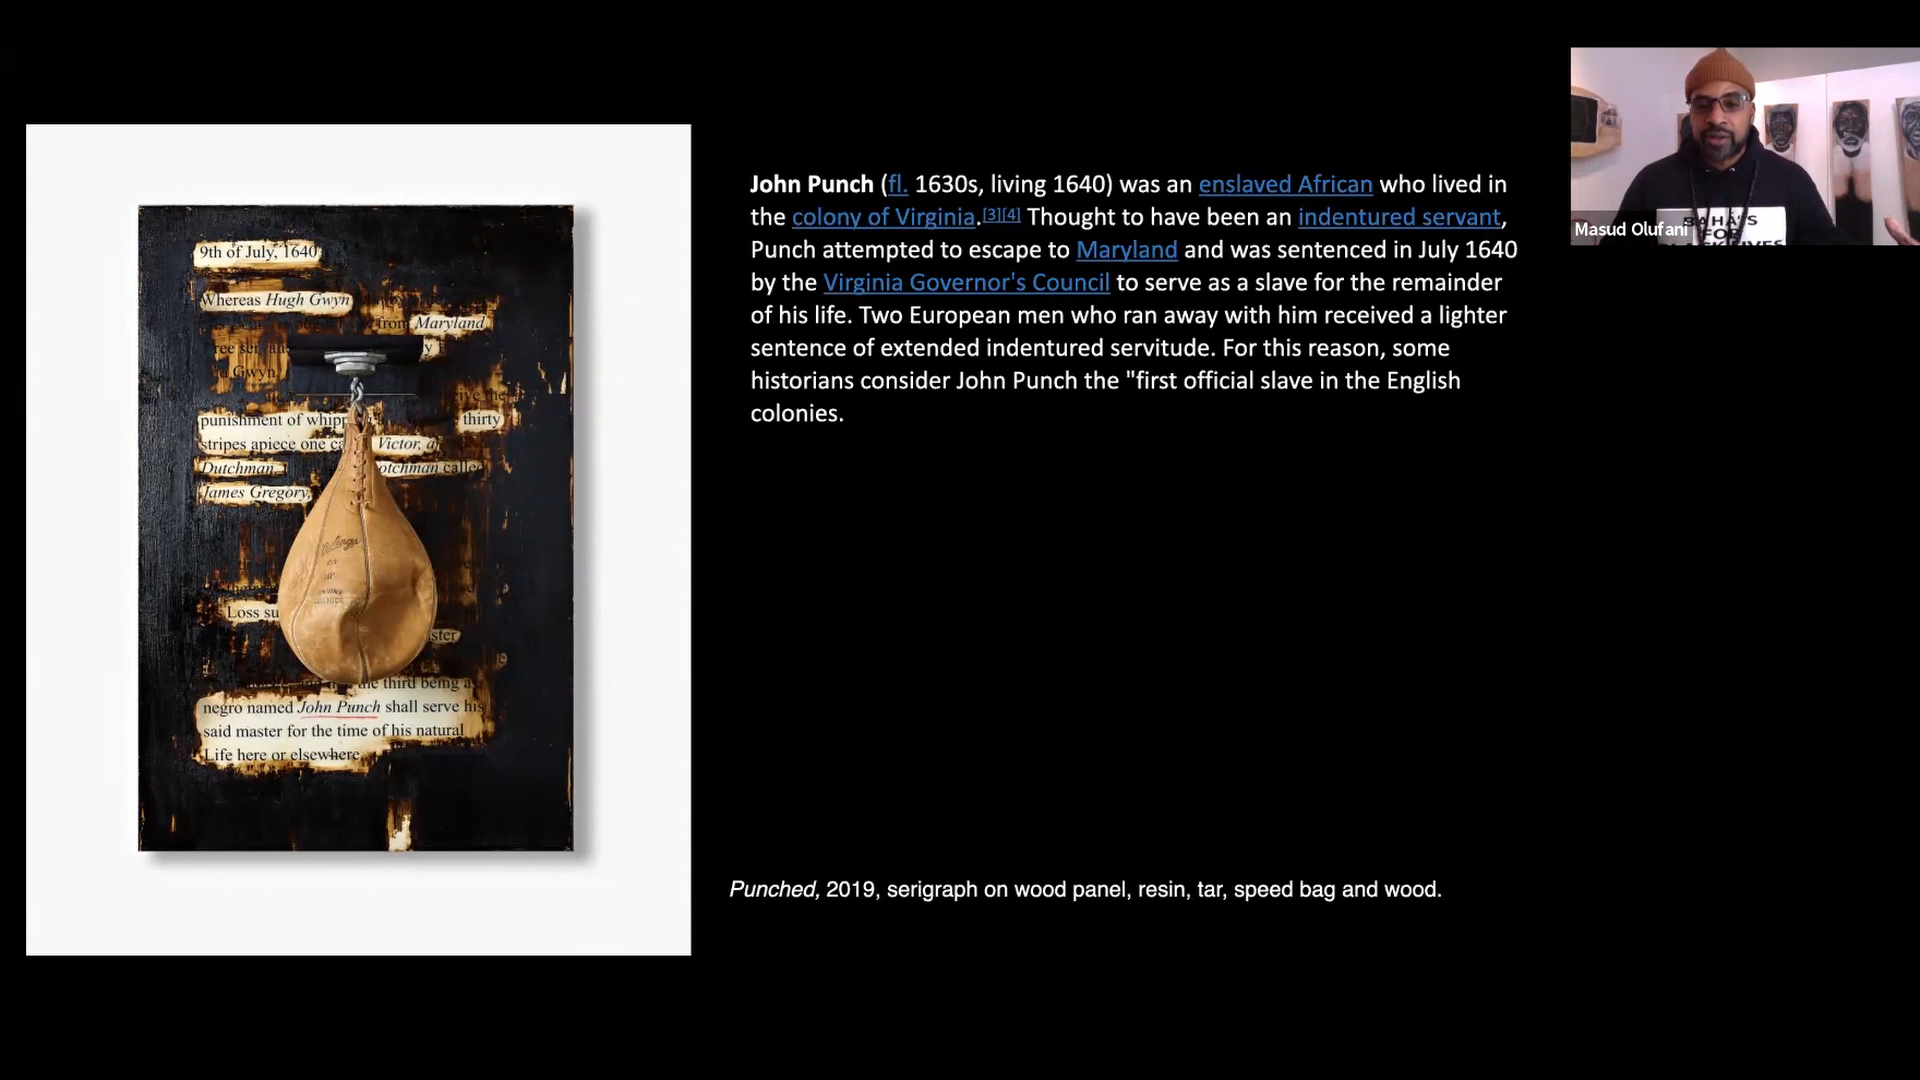 9th of July, 1640
Whereas Hugh Gwyn
from Maryland
Gwyn
punishment of whipp thirty
stripes apiece one ca Victor, a
Dutchman, otchman called
James Gregory,
Loss su
ster
the third being a
negro named John Punch shall serve his
said master for the time of his natural
Life here or elsewhere
John Punch (fl. 1630s, living 1640) was an enslaved African who lived in
the colony of Virginia.[3][4] Thought to have been an indentured servant,
Punch attempted to escape to Maryland and was sentenced in July 1640
by the Virginia Governor's Council to serve as a slave for the remainder
of his life. Two European men who ran away with him received a lighter
sentence of extended indentured servitude. For this reason, some
historians consider John Punch the "first official slave in the English
colonies.
Punched, 2019, serigraph on wood panel, resin, tar, speed bag and wood.
BAHÁ'Í'S
FOR
Masud Olufani